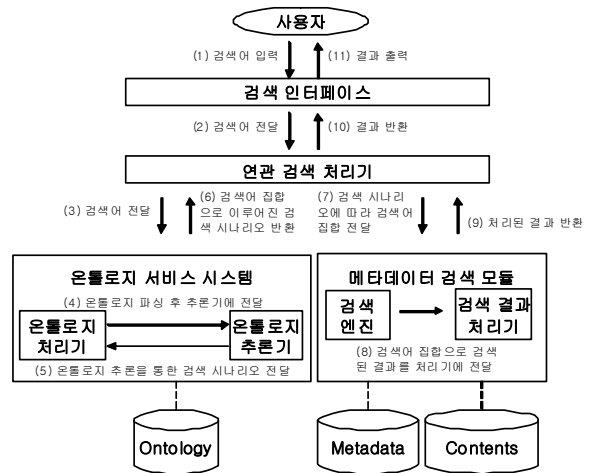 사용자
(1) 검색어 입력
(11) 결과 출력
검색 인터페이스
(2) 검색어 전달
(10) 결과 반환
연관 검색 처리기
(3) 검색어 전달
(6) 검색어 집합
으로 이루어진 검
색 시나리오 반환
(7) 검색 시나리
오에 따라 검색어
집합 전달
(9) 처리된 결과 반환
온톨로지 서비스 시스템
(4) 온톨로지 파싱 후 추론기에 전달
온톨로지
처리기
온톨로지
추론기
(5) 온톨로지 추론을 통한 검색 시나리오 전달
메타데이터 검색 모듈
검색
엔진
검색 결과
처리기
(8) 검색어 집합으로 검색
된 결과를 처리기에 전달
Ontology
Metadata
Contents